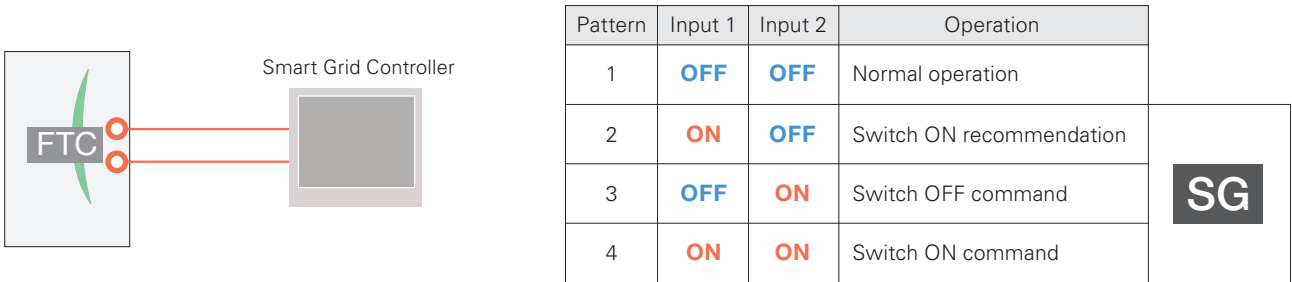 Smart Grid Controller
FTC
Pattern Input 1 Input 2 Operation
1 OFF OFF Normal operation
2 ON OFF Switch ON recommendation
3 OFF ON Switch OFF command
4 ON ON Switch ON command
SG